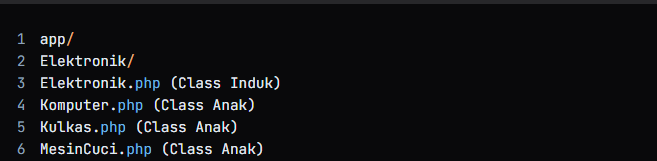 1 app/
2 Elektronik/
3 Elektronik.php (Class Induk)
4 Komputer.php (Class Anak)
5 Kulkas.php (Class Anak)
6 MesinCuci.php (Class Anak)